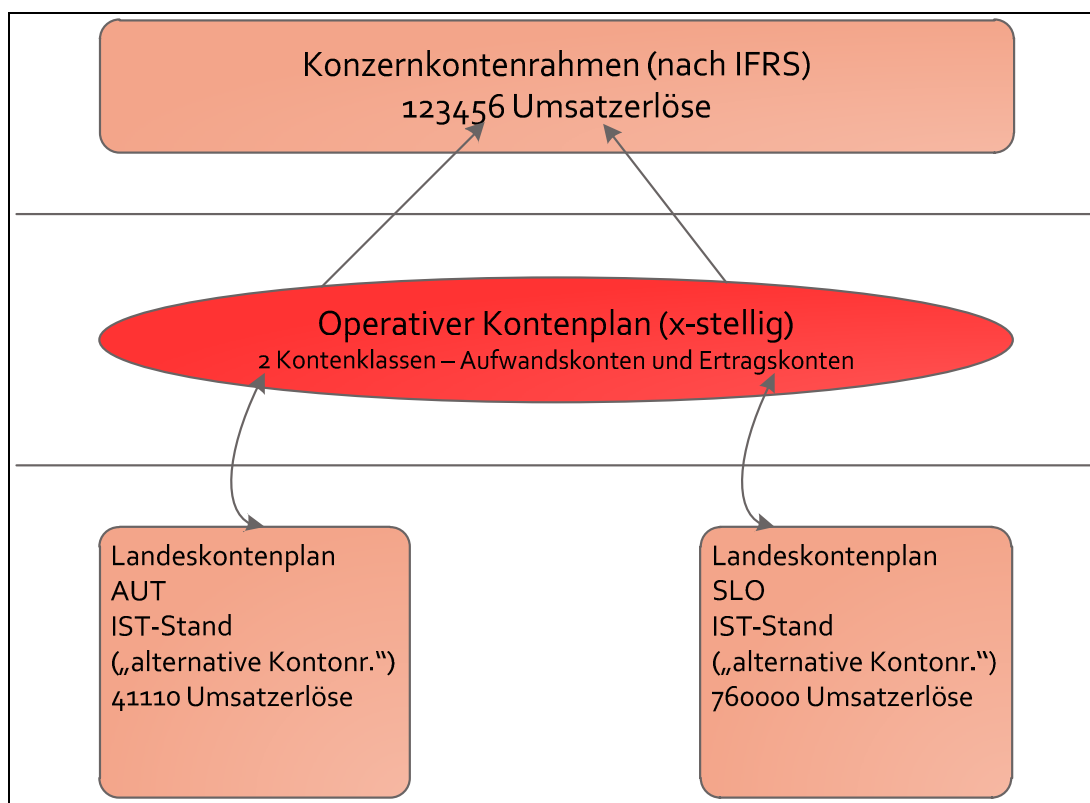 Konzernkontenrahmen (nach IFRS)
123456 Umsatzerlöse
Operativer Kontenplan (x-stellig)
2 Kontenklassen – Aufwandskonten und Ertragskonten
Landeskontenplan
AUT
IST-Stand
(„alternative Kontonr.“)
41110 Umsatzerlöse
Landeskontenplan
SLO
IST-Stand
(„alternative Kontonr.“)
760000 Umsatzerlöse